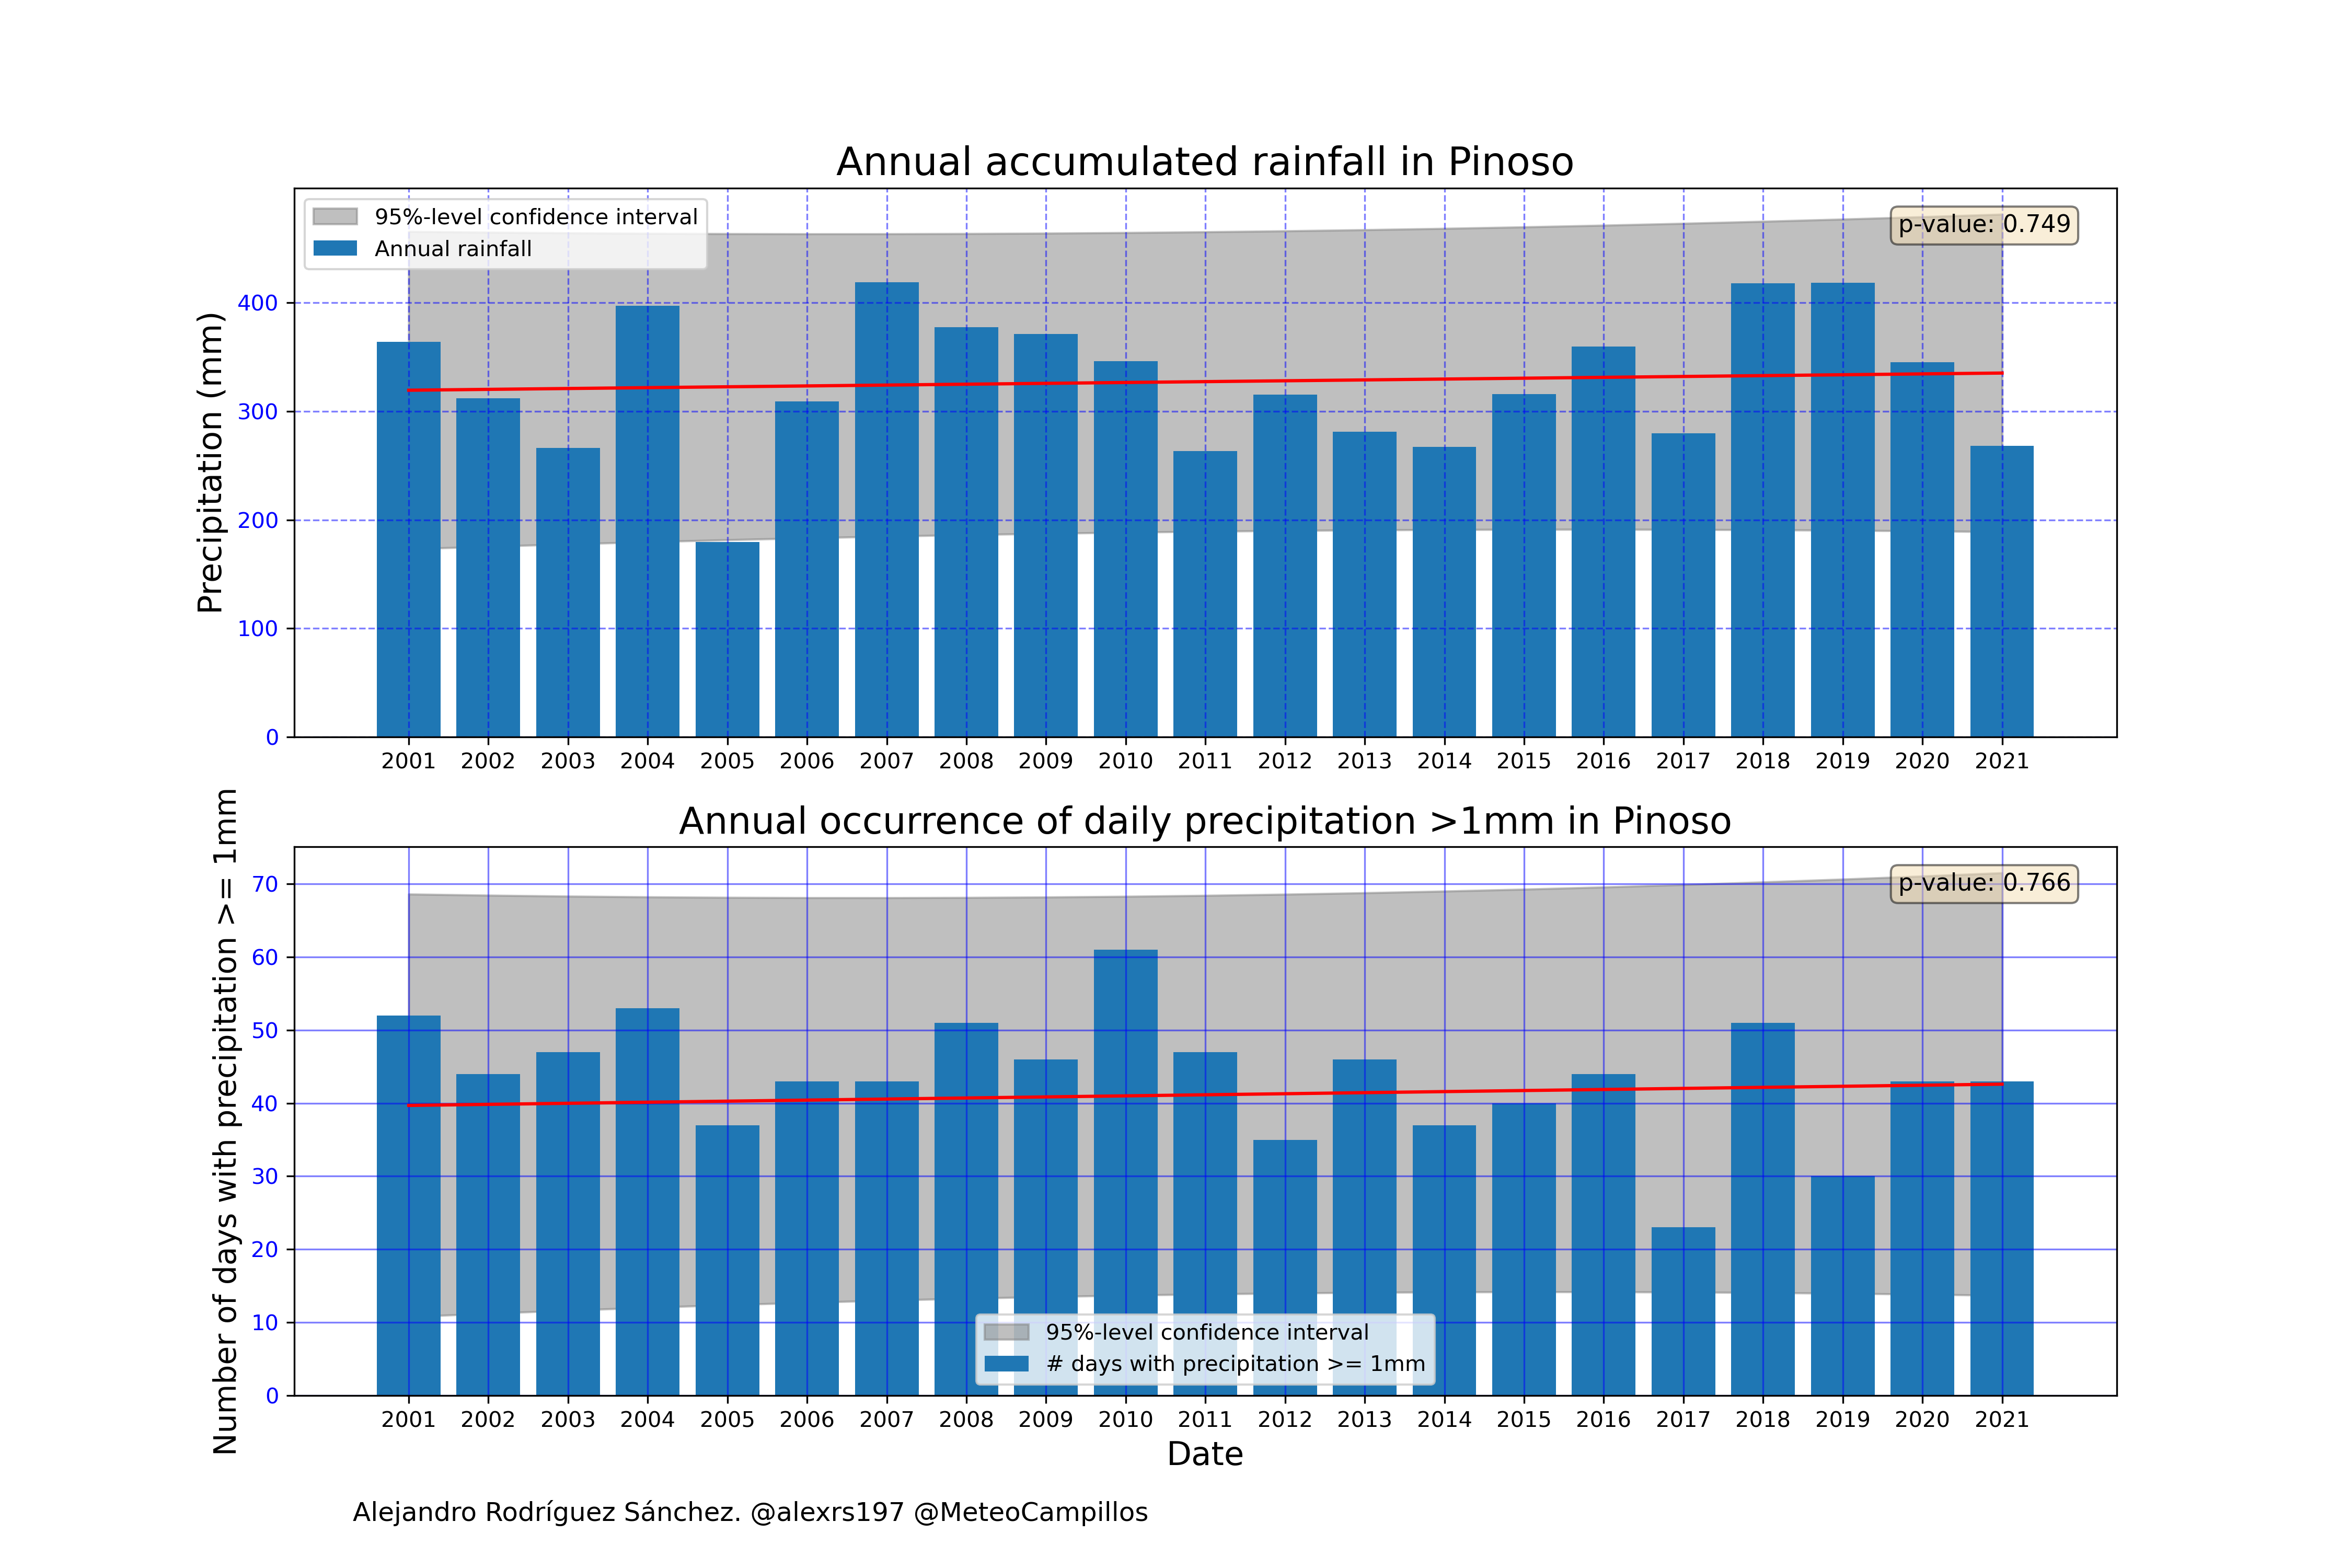 Annual accumulated rainfall in Pinoso
95%-level confidence interval
Annual rainfall
p-value: 0.749
Precipitation (mm)
400
300
200
100
0
2001 2002 2003 2004 2005 2006 2007 2008 2009 2010 2011 2012 2013 2014 2015 2016 2017 2018 2019 2020 2021
Annual occurrence of daily precipitation >1mm in Pinoso
p-value: 0.766
Number of days with precipitation >= 1mm
70
60
50
40
30
20
10
0
95%-level confidence interval
# days with precipitation >= 1mm
2001 2002 2003 2004 2005 2006 2007 2008 2009 2010 2011 2012 2013 2014 2015 2016 2017 2018 2019 2020 2021
Date
Alejandro Rodríguez Sánchez. @alexrs197 @MeteoCampillos